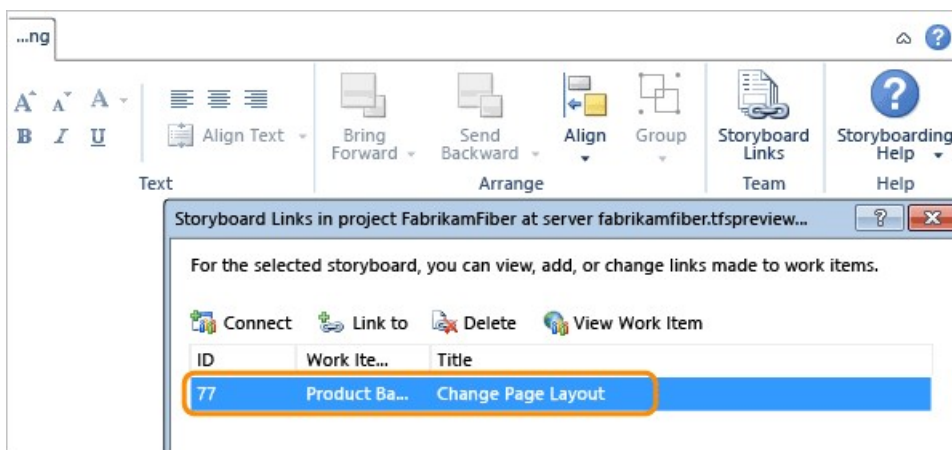 ...ng
A A A
B I U
Align Text
Bring Forward
Send Backward
Align
Group
Storyboard Links
Storyboarding Help
Text
Arrange
Team
Help
Storyboard Links in project FabrikamFiber at server fabrikamfiber.tfspreview...
For the selected storyboard, you can view, add, or change links made to work items.
Connect Link to Delete View Work Item
ID Work Ite... Title
77 Product Ba... Change Page Layout